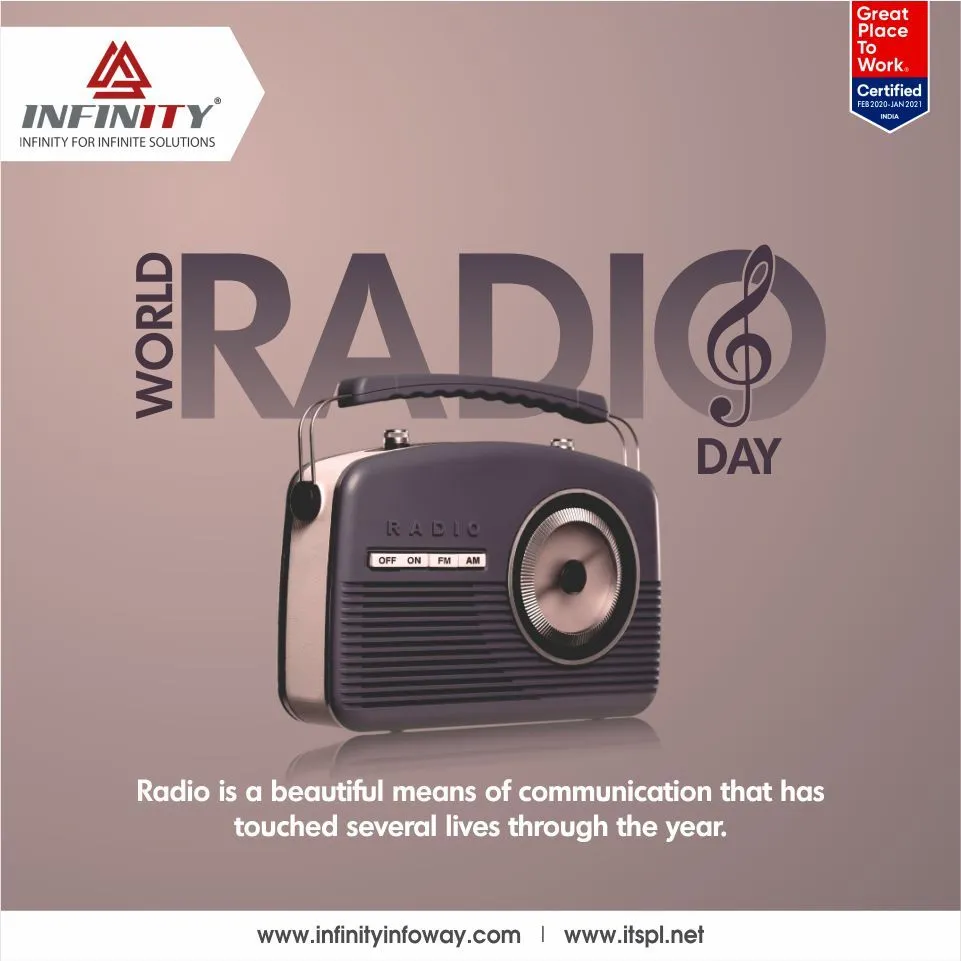 INFINITY®
INFINITY FOR INFINITE SOLUTIONS
Great
Place
To
Work®
Certified
FEB 2020-JAN 2021
INDIA
WORLD
RADIO
DAY
RADIO
OFF ON FM AM
Radio is a beautiful means of communication that has
touched several lives through the year.
www.infinityinfoway.com | www.itspl.net